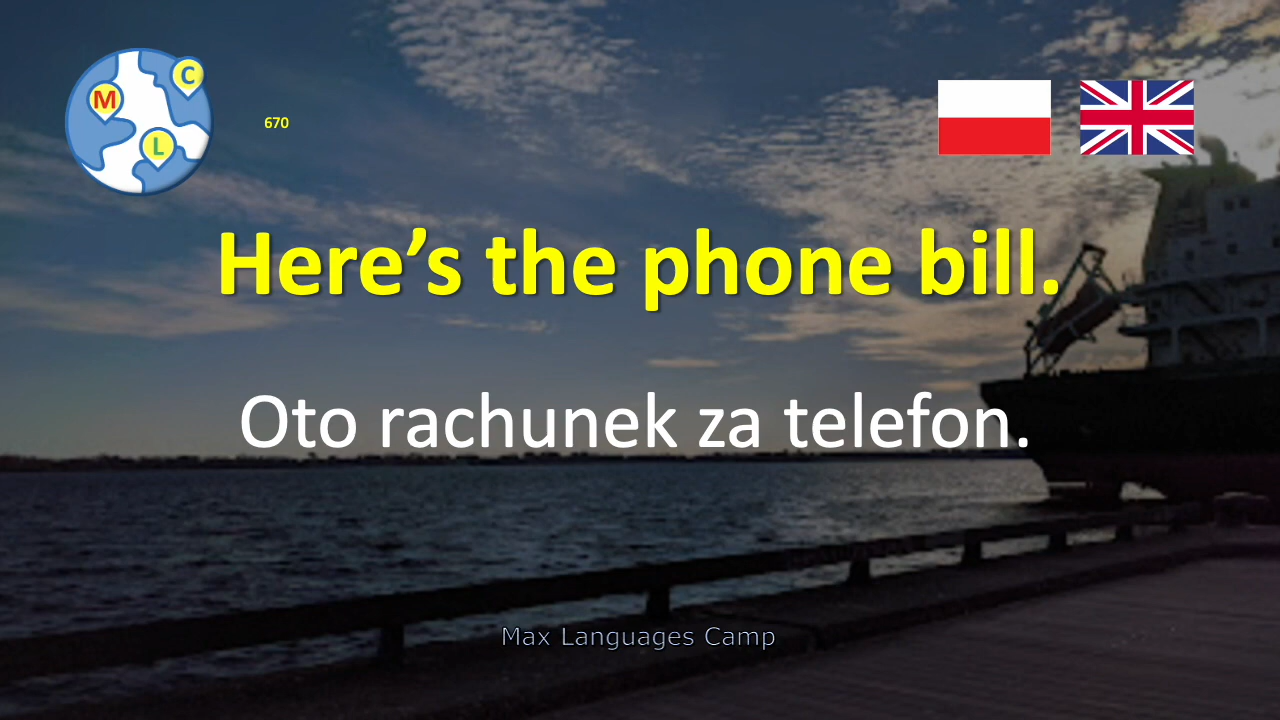 M
C
L
670
Here’s the phone bill.
Oto rachunek za telefon.
Max Languages Camp